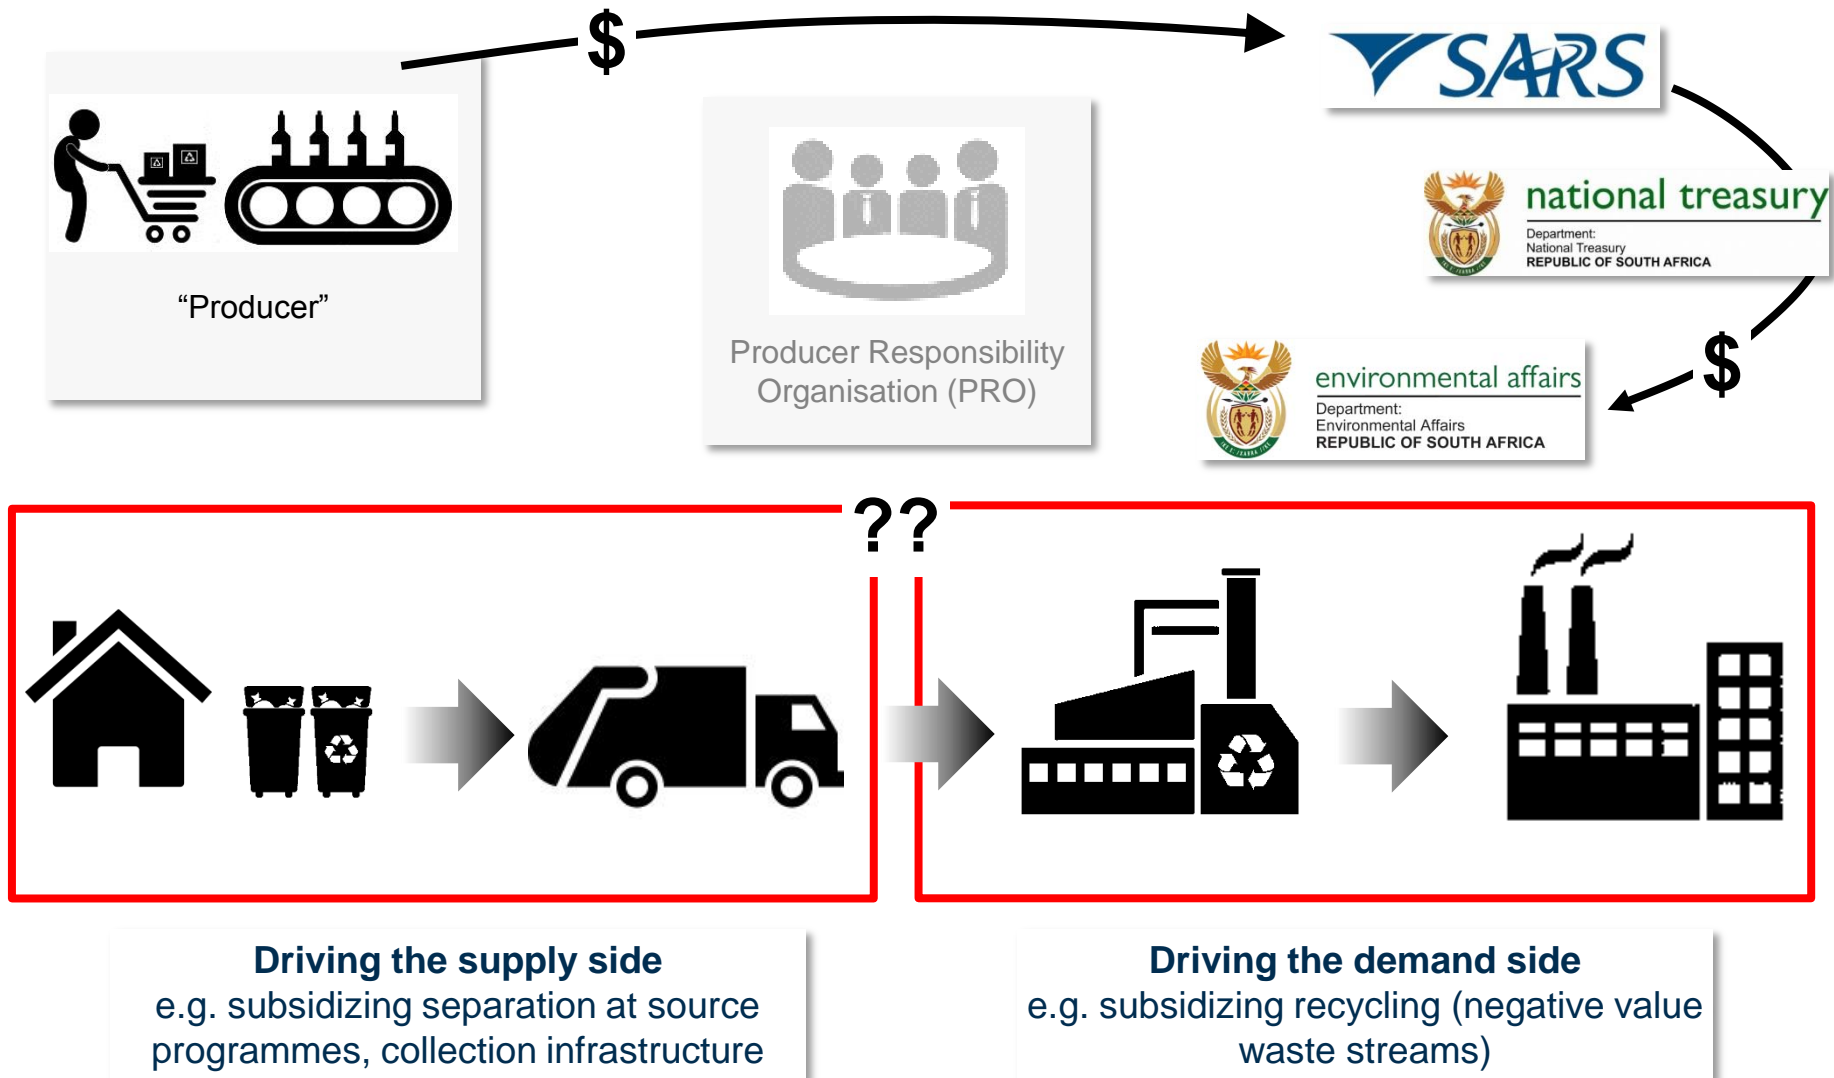 $
SARS
national treasury
Department:
National Treasury
REPUBLIC OF SOUTH AFRICA
“Producer”
Producer Responsibility
Organisation (PRO)
$
environmental affairs
Department:
Environmental Affairs
REPUBLIC OF SOUTH AFRICA
??
Driving the supply side
e.g. subsidizing separation at source
programmes, collection infrastructure
Driving the demand side
e.g. subsidizing recycling (negative value
waste streams)